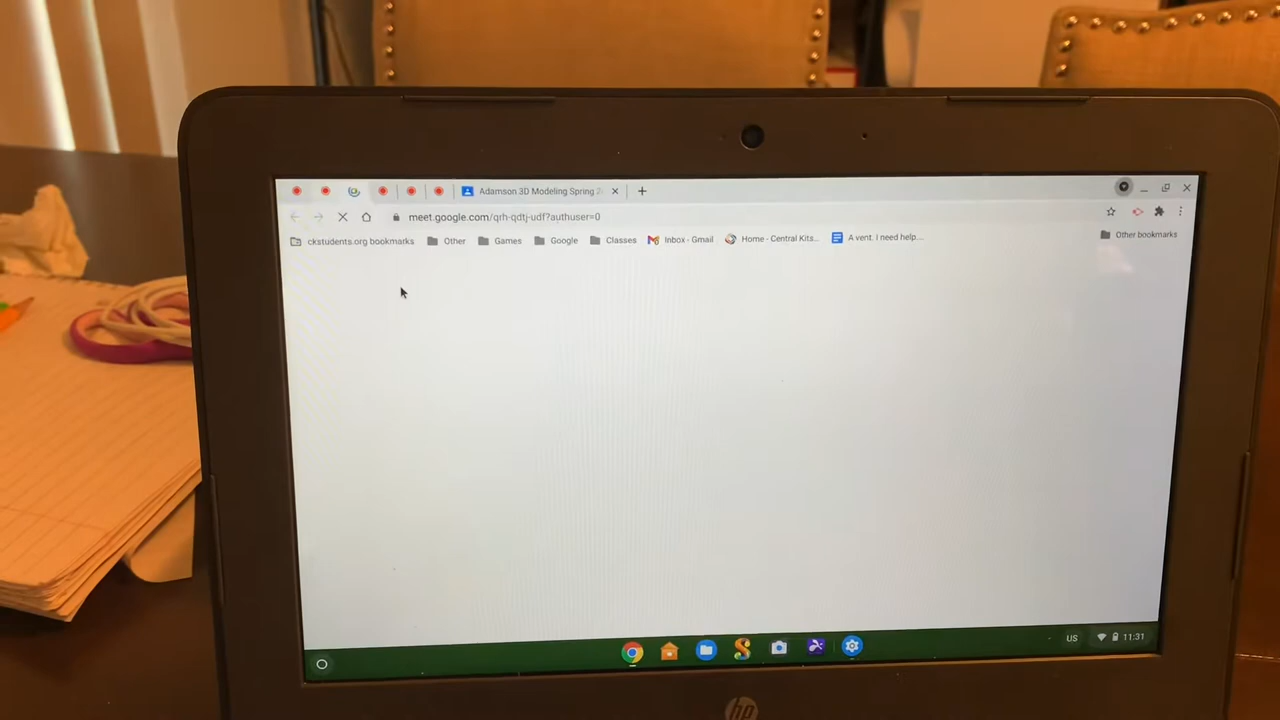 Adamson 3D Modeling Spring 2
meet.google.com/qrh-qdtj-udf?authuser=0
ckstudents.org bookmarks Other Games Google Classes Inbox - Gmail Home - Central Kits... A vent. I need help.... Other bookmarks
US 11:31
hp